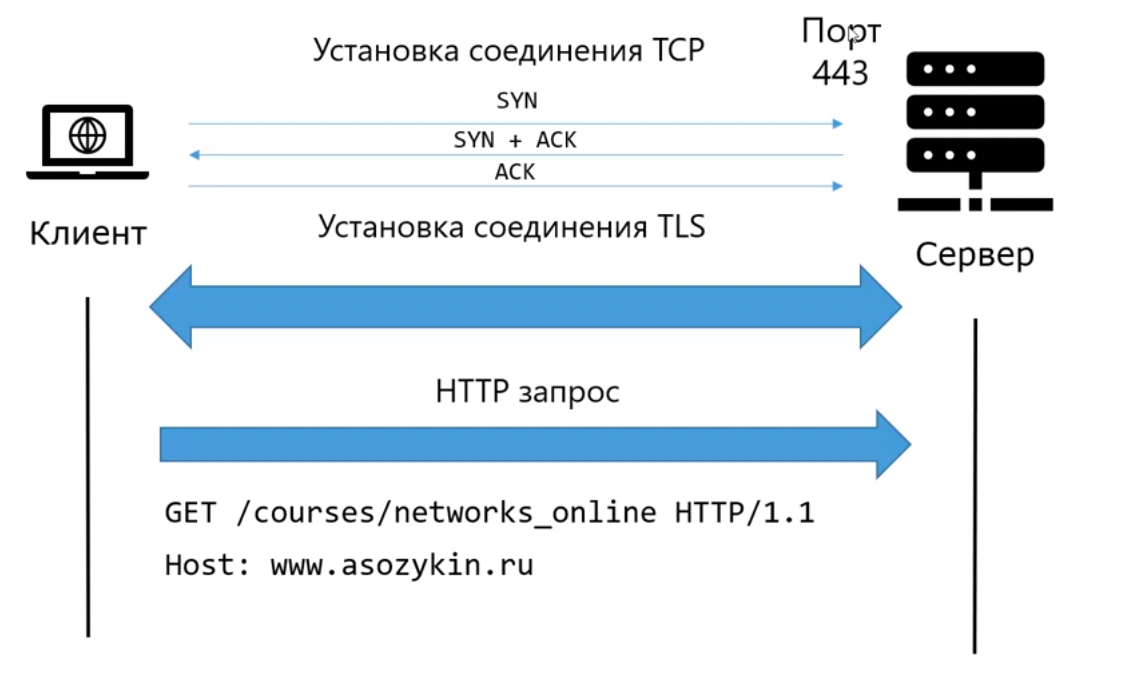 Установка соединения TCP
Порт
443
SYN
SYN + ACK
ACK
Клиент
Установка соединения TLS
Сервер
HTTP запрос
GET /courses/networks_online HTTP/1.1
Host: www.asozykin.ru